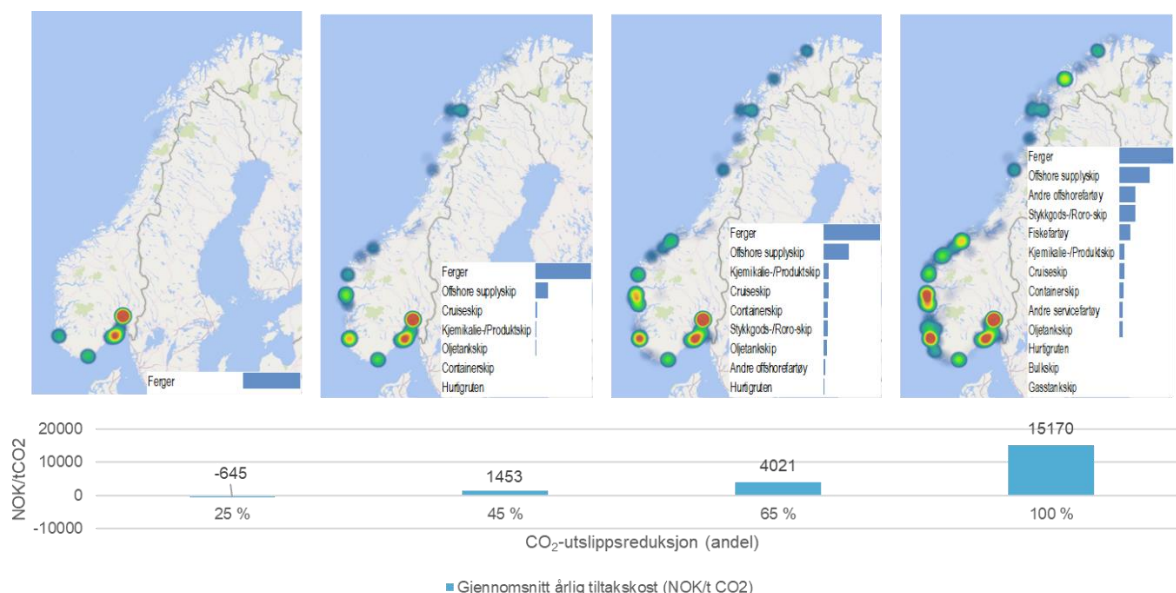 Ferger
Ferger
Offshore supplyskip
Cruiseskip
Kjemikalie-/Produktskip
Oljetankskip
Containerskip
Hurtigruten
Ferger
Offshore supplyskip
Kjemikalie-/Produktskip
Cruiseskip
Containerskip
Stykkgods-/Roro-skip
Oljetankskip
Andre offshorefartøy
Hurtigruten
Ferger
Offshore supplyskip
Andre offshorefartøy
Stykkgods-/Roro-skip
Fiskefartøy
Kjemikalie-/Produktskip
Cruiseskip
Containerskip
Andre servicefartøy
Oljetankskip
Hurtigruten
Bulkskip
Gasstankskip
NOK/tCO2
20000
10000
0
-10000
-645
1453
4021
15170
25 %
45 %
65 %
100 %
CO₂-utslippsreduksjon (andel)
Gjennomsnitt årlig tiltakskost (NOK/t CO2)